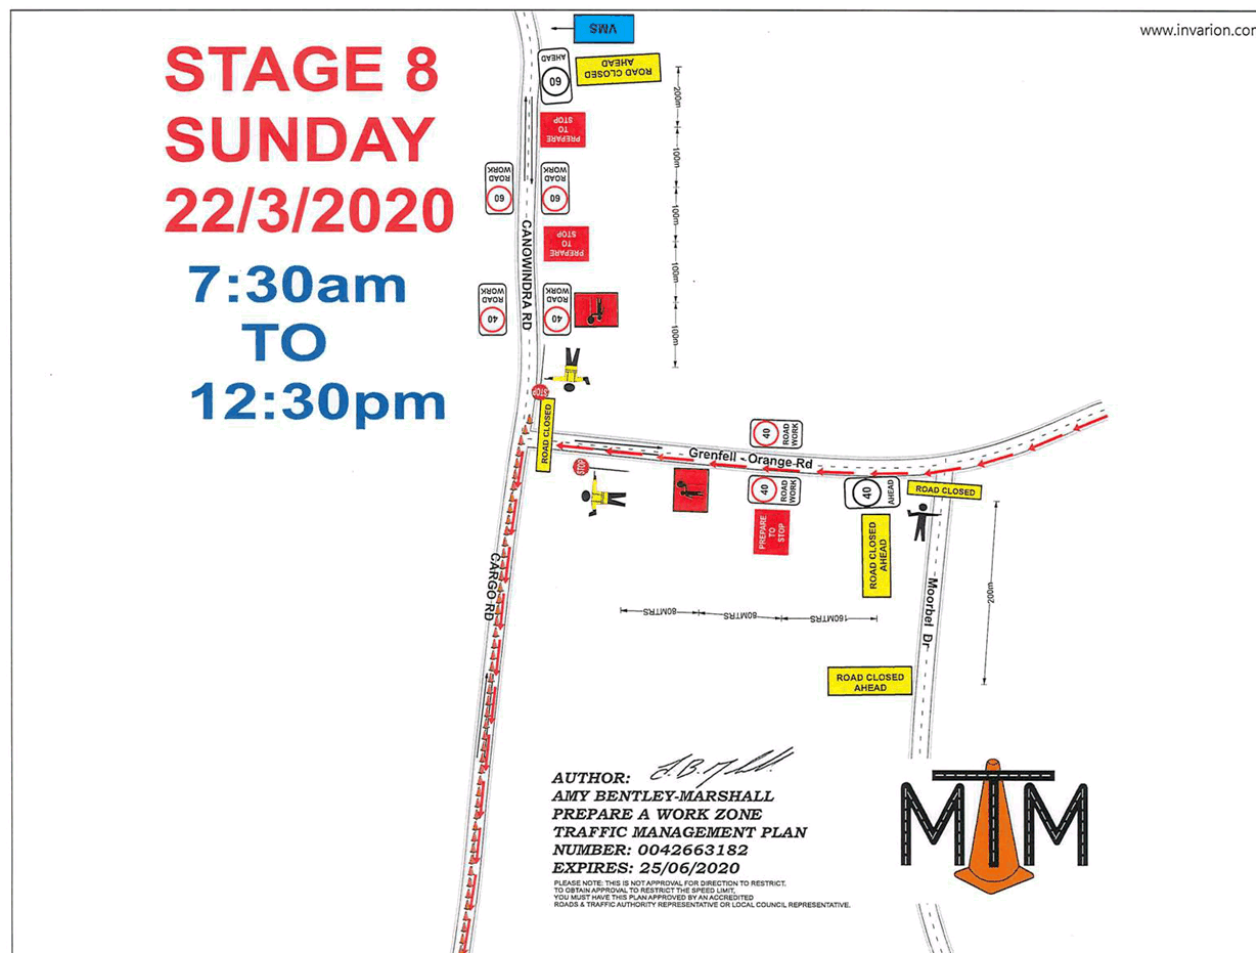 www.invarion.com
STAGE 8
SUNDAY
22/3/2020
7:30am
TO
12:30pm
VMS
ROAD CLOSED
AHEAD
60
AHEAD
200m
PREPARE
TO
STOP
100m
ROAD
WORK
60
ROAD
WORK
60
100m
CANOWINDRA RD
PREPARE
TO
STOP
100m
ROAD
WORK
40
ROAD
WORK
40
100m
STOP
ROAD CLOSED
40
ROAD
WORK
Grenfell - Orange Rd
STOP
40
ROAD
WORK
40
AHEAD
ROAD CLOSED
PREPARE
TO
STOP
ROAD CLOSED
AHEAD
CARGO RD
Moorbel Dr
200m
80MTRS
80MTRS
160MTRS
ROAD CLOSED
AHEAD
AUTHOR:
AMY BENTLEY-MARSHALL
PREPARE A WORK ZONE
TRAFFIC MANAGEMENT PLAN
NUMBER: 0042663182
EXPIRES: 25/06/2020
PLEASE NOTE: THIS IS NOT APPROVAL FOR DIRECTION TO RESTRICT.
TO OBTAIN APPROVAL TO RESTRICT THE SPEED LIMIT,
YOU MUST HAVE THIS PLAN APPROVED BY AN ACCREDITED
ROADS & TRAFFIC AUTHORITY REPRESENTATIVE OR LOCAL COUNCIL REPRESENTATIVE.
MTM